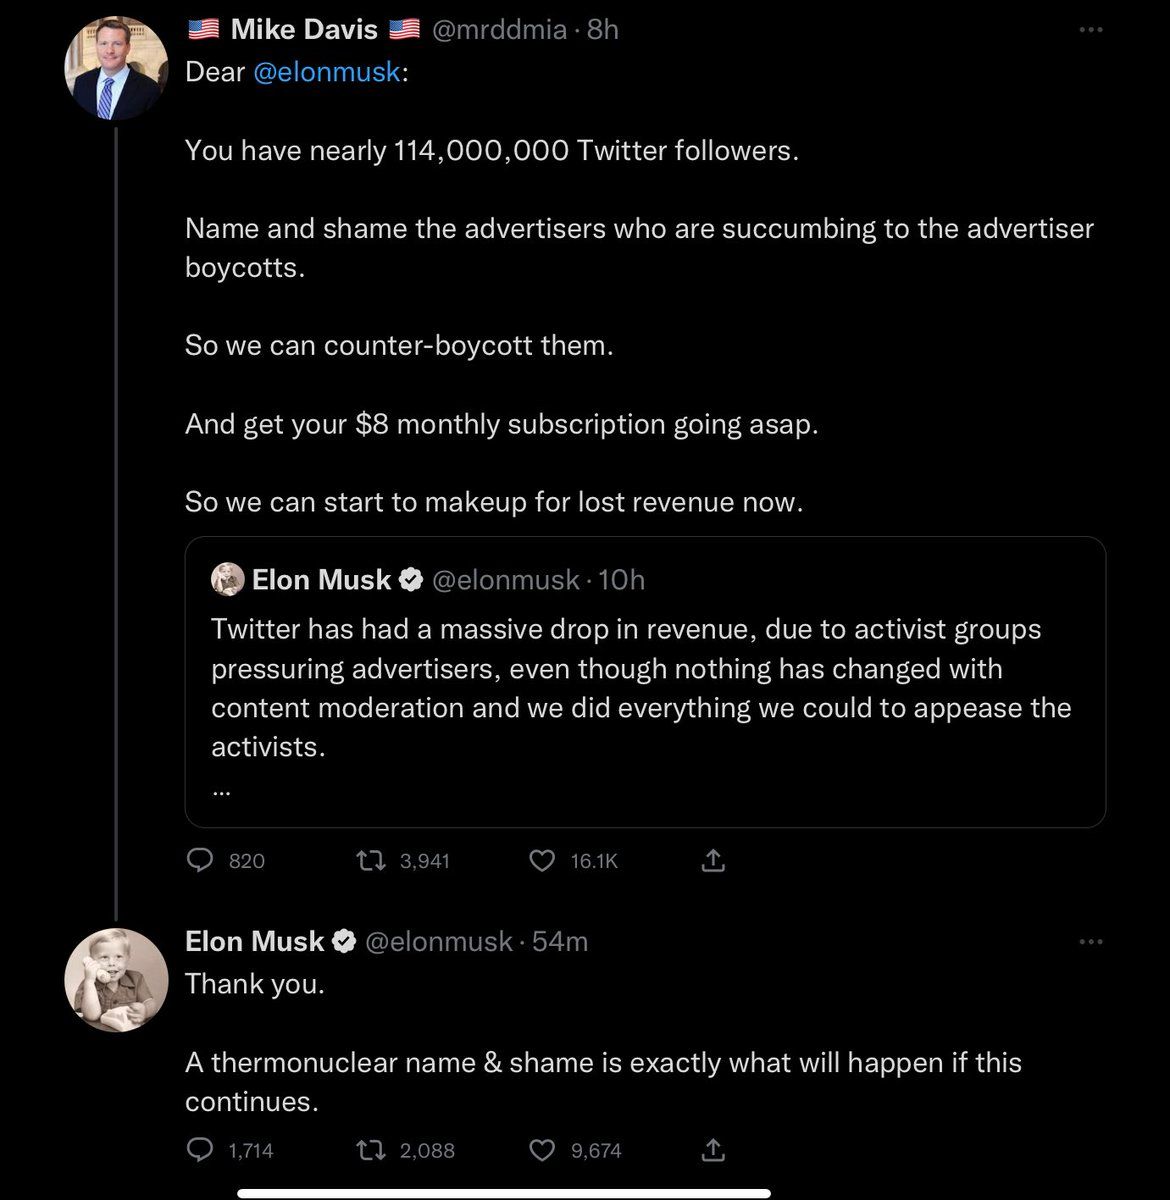 🇺🇸 Mike Davis 🇺🇸 @mrddmia · 8h
Dear @elonmusk:
You have nearly 114,000,000 Twitter followers.
Name and shame the advertisers who are succumbing to the advertiser
boycotts.
So we can counter-boycott them.
And get your $8 monthly subscription going asap.
So we can start to makeup for lost revenue now.
Elon Musk @elonmusk · 10h
Twitter has had a massive drop in revenue, due to activist groups
pressuring advertisers, even though nothing has changed with
content moderation and we did everything we could to appease the
activists.
...
820 3,941 16.1K
Elon Musk @elonmusk · 54m
Thank you.
A thermonuclear name & shame is exactly what will happen if this
continues.
1,714 2,088 9,674